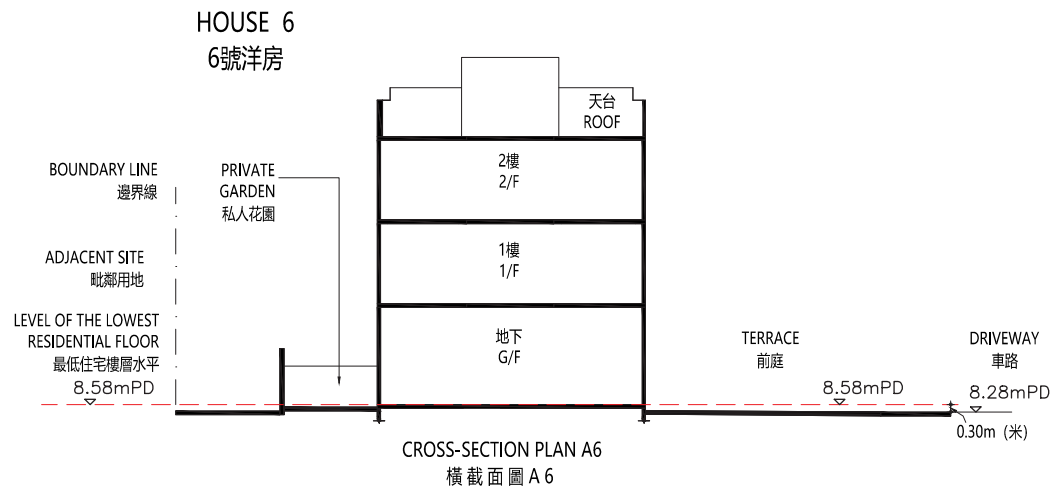 HOUSE 6
6號洋房
天台
ROOF
2樓
2/F
BOUNDARY LINE
邊界線
PRIVATE
GARDEN
私人花園
1樓
1/F
ADJACENT SITE
毗鄰用地
LEVEL OF THE LOWEST
RESIDENTIAL FLOOR
最低住宅樓層水平
8.58mPD
地下
G/F
TERRACE
前庭
8.58mPD
DRIVEWAY
車路
8.28mPD
0.30m (米)
CROSS-SECTION PLAN A6
橫截面圖 A 6